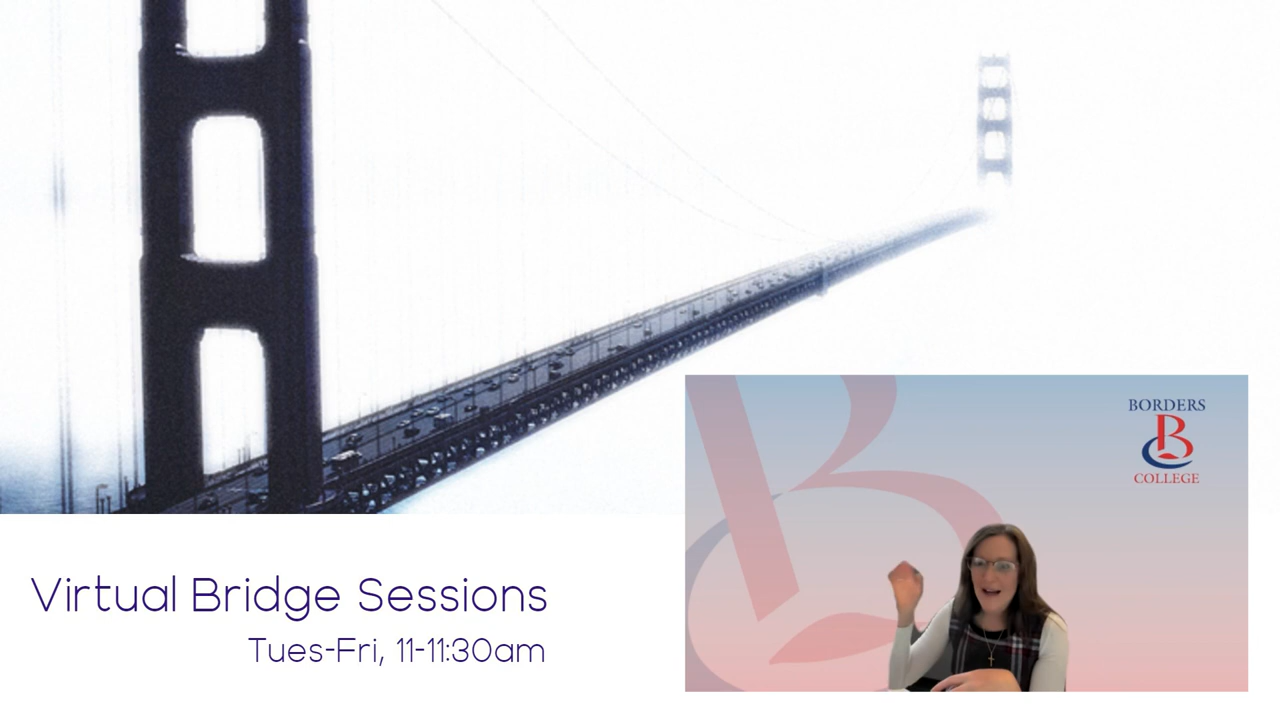 BORDERS
B
COLLEGE
Virtual Bridge Sessions
Tues-Fri, 11-11:30am